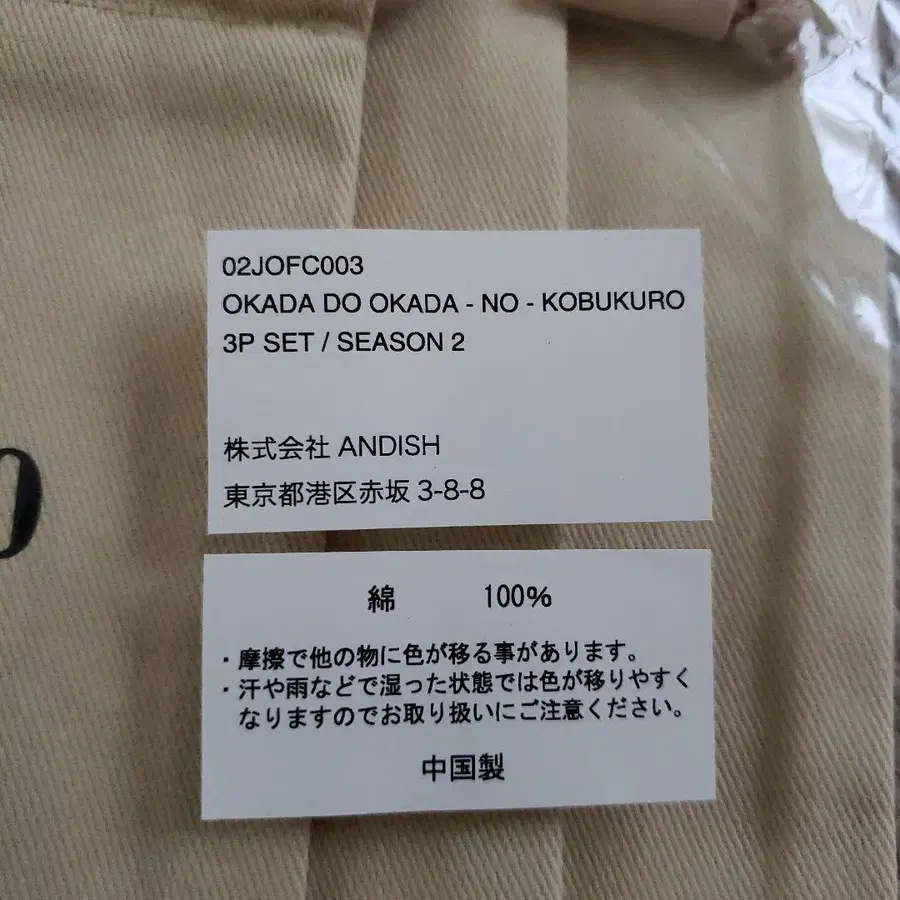 02JOFC003
OKADA DO OKADA - NO - KOBUKURO
3P SET / SEASON 2
株式会社 ANDISH
東京都港区赤坂 3-8-8
綿 100%
・摩擦で他の物に色が移る事があります。
・汗や雨などで湿った状態では色が移りやすく
なりますのでお取り扱いにご注意ください。
中国製